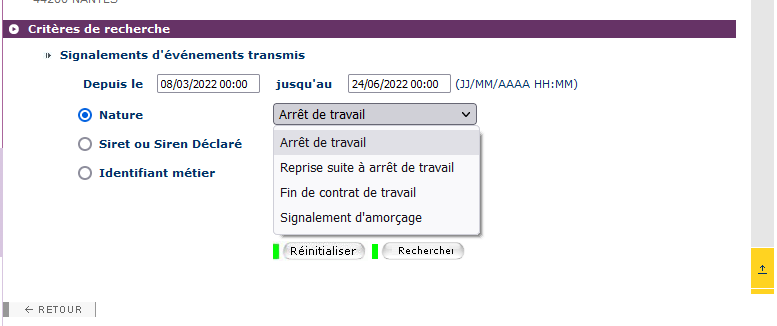 44200 NANTES
Critères de recherche
Signalements d'événements transmis
Depuis le 08/03/2022 00:00 jusqu'au 24/06/2022 00:00 (JJ/MM/AAAA HH:MM)
Nature Arrêt de travail
Arrêt de travail
Siret ou Siren Déclaré
Reprise suite à arrêt de travail
Identifiant métier
Fin de contrat de travail
Signalement d'amorçage
Réinitialiser Rechercher
← RETOUR